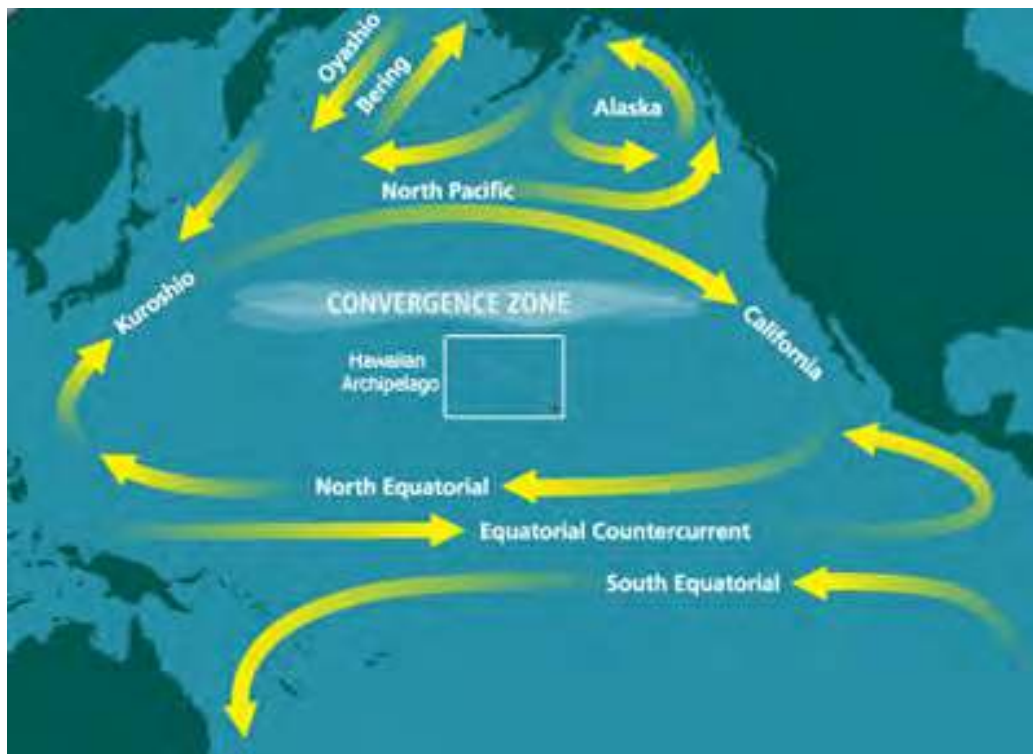 Oyashio
Bering
Alaska
North Pacific
Kuroshio
CONVERGENCE ZONE
California
Hawaiian
Archipelago
North Equatorial
Equatorial Countercurrent
South Equatorial